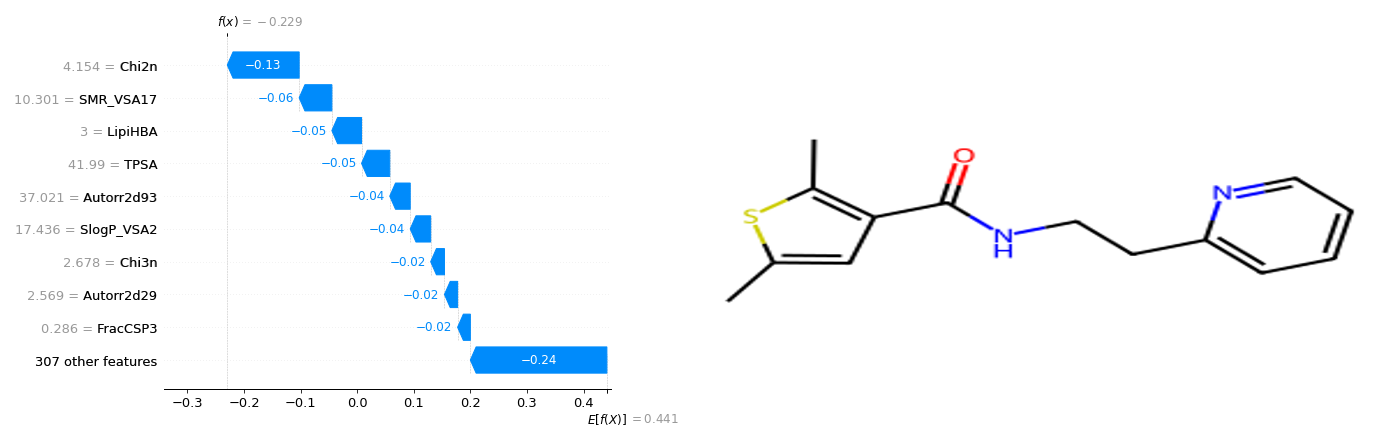 f(x) = −0.229
4.154 = Chi2n
−0.13
10.301 = SMR_VSA17
−0.06
3 = LipiHBA
−0.05
41.99 = TPSA
−0.05
37.021 = Autorr2d93
−0.04
17.436 = SlogP_VSA2
−0.04
2.678 = Chi3n
−0.02
2.569 = Autorr2d29
−0.02
0.286 = FracCSP3
−0.02
307 other features
−0.24
−0.3 −0.2 −0.1 0.0 0.1 0.2 0.3 0.4
E[f(X)] = 0.441
O
N
S
N
H